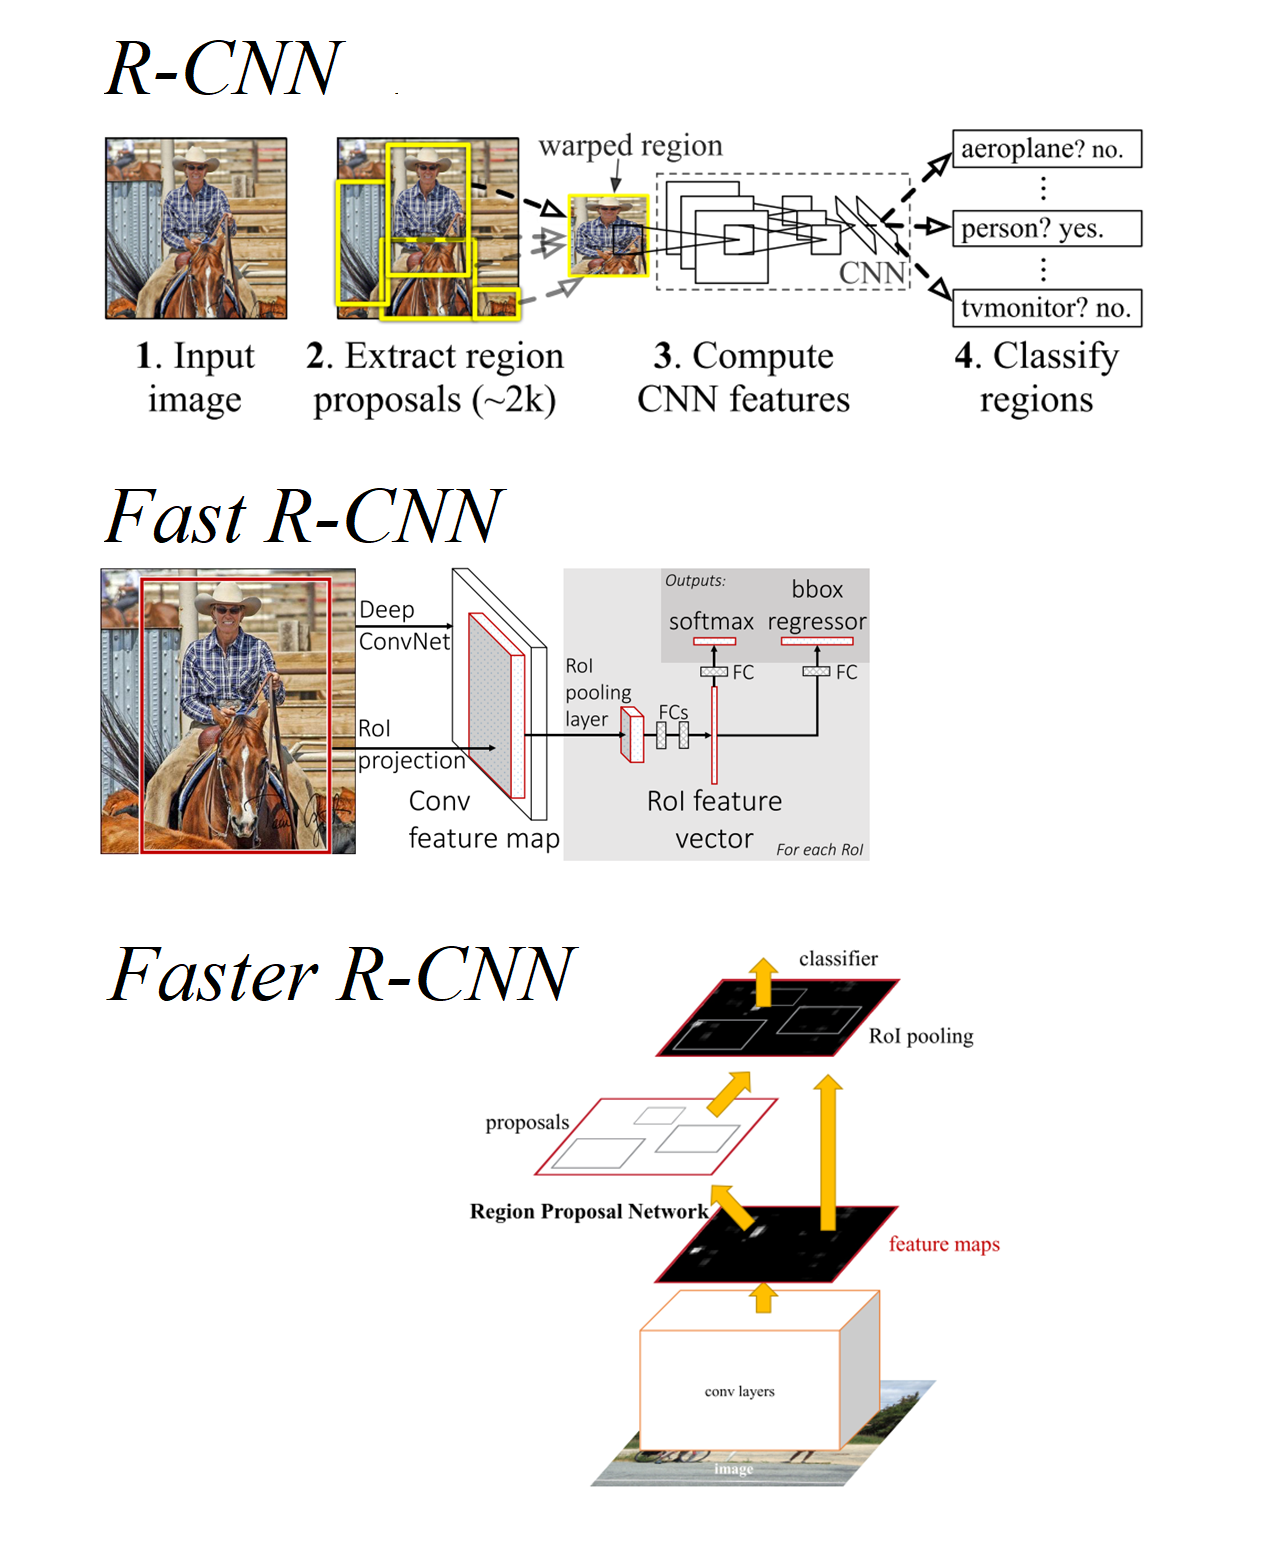 R-CNN
warped region
aeroplane? no.
person? yes.
CNN
tvmonitor? no.
1. Input
image
2. Extract region
proposals (~2k)
3. Compute
CNN features
4. Classify
regions
Fast R-CNN
Deep
ConvNet
RoI
projection
Conv
feature map
RoI
pooling
layer
FCs
Outputs:
softmax
bbox
regressor
FC
FC
RoI feature
vector
For each RoI
Faster R-CNN
classifier
RoI pooling
proposals
Region Proposal Network
feature maps
conv layers
image